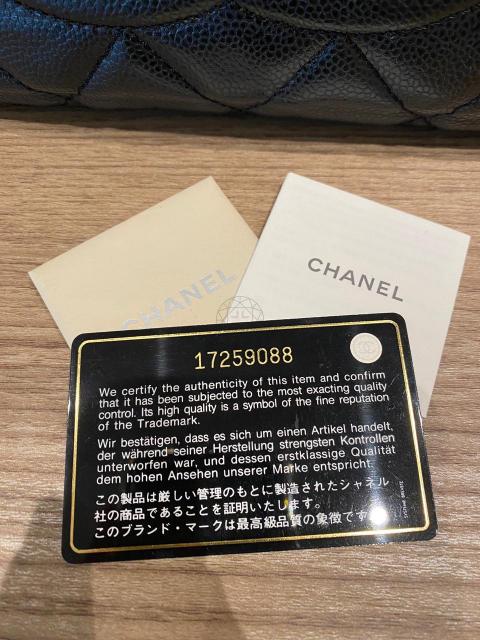 CHANEL
CHANEL
17259088
We certify the authenticity of this item and confirm
that it has been subjected to the most exacting quality
control. Its high quality is a symbol of the fine reputation
of the Trademark.
Wir bestätigen, dass es sich um einen Artikel handelt,
der während seiner Herstellung strengsten Kontrollen
unterworfen war, und dessen erstklassige Qualität
dem hohen Ansehen unserer Marke entspricht.
この製品は厳しい管理のもとに製造されたシャネル
社の商品であることを証明いたします。
このブランド・マークは最高級品質の象徴です